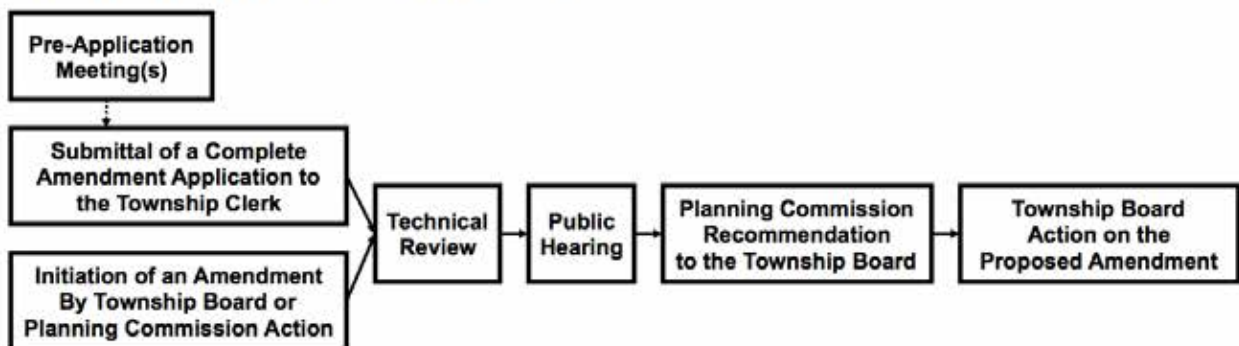 Pre-Application
Meeting(s)
Submittal of a Complete
Amendment Application to
the Township Clerk
Initiation of an Amendment
By Township Board or
Planning Commission Action
Technical
Review
Public
Hearing
Planning Commission
Recommendation
to the Township Board
Township Board
Action on the
Proposed Amendment